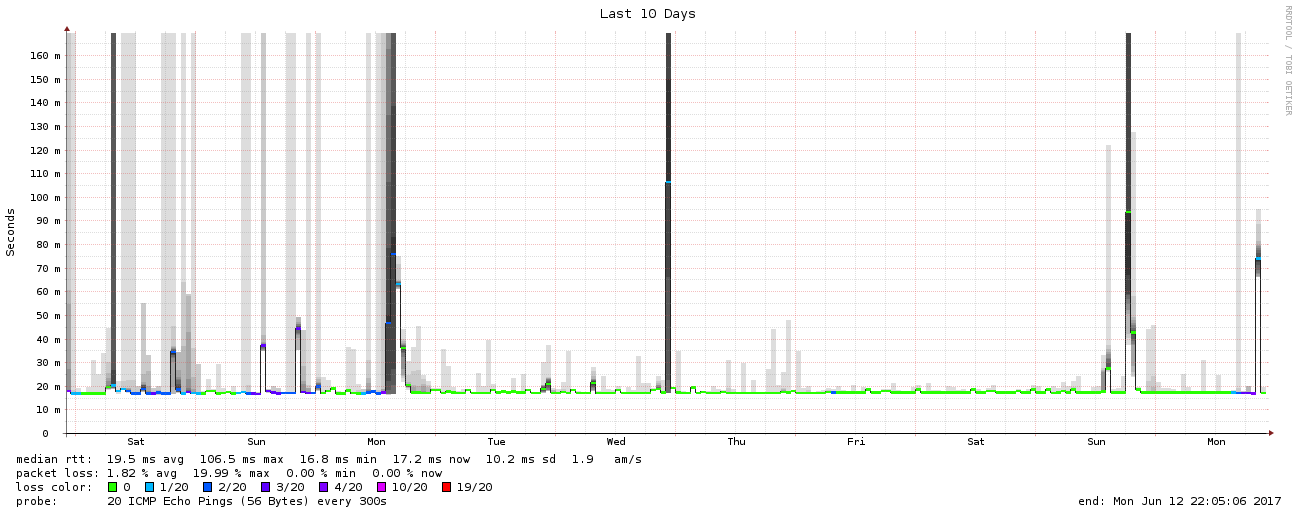 Last 10 Days
RRDTOOL / TOBI OETIKER
Seconds
160 m
150 m
140 m
130 m
120 m
110 m
100 m
90 m
80 m
70 m
60 m
50 m
40 m
30 m
20 m
10 m
0
Sat Sun Mon Tue Wed Thu Fri Sat Sun Mon
median rtt: 19.5 ms avg 106.5 ms max 16.8 ms min 17.2 ms now 10.2 ms sd 1.9 am/s
packet loss: 1.82 % avg 19.99 % max 0.00 % min 0.00 % now
loss color: 0 1/20 2/20 3/20 4/20 10/20 19/20
probe: 20 ICMP Echo Pings (56 Bytes) every 300s end: Mon Jun 12 22:05:06 2017